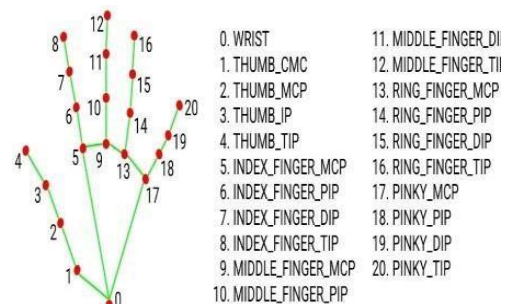 12
8
16
11
7
15
10
6
20
14
19
4
5
9
13
18
3
17
2
1
0
0. WRIST
1. THUMB_CMC
2. THUMB_MCP
3. THUMB_IP
4. THUMB_TIP
5. INDEX_FINGER_MCP
6. INDEX_FINGER_PIP
7. INDEX_FINGER_DIP
8. INDEX_FINGER_TIP
9. MIDDLE_FINGER_MCP
10. MIDDLE_FINGER_PIP
11. MIDDLE_FINGER_DI
12. MIDDLE_FINGER_TI
13. RING_FINGER_MCP
14. RING_FINGER_PIP
15. RING_FINGER_DIP
16. RING_FINGER_TIP
17. PINKY_MCP
18. PINKY_PIP
19. PINKY_DIP
20. PINKY_TIP